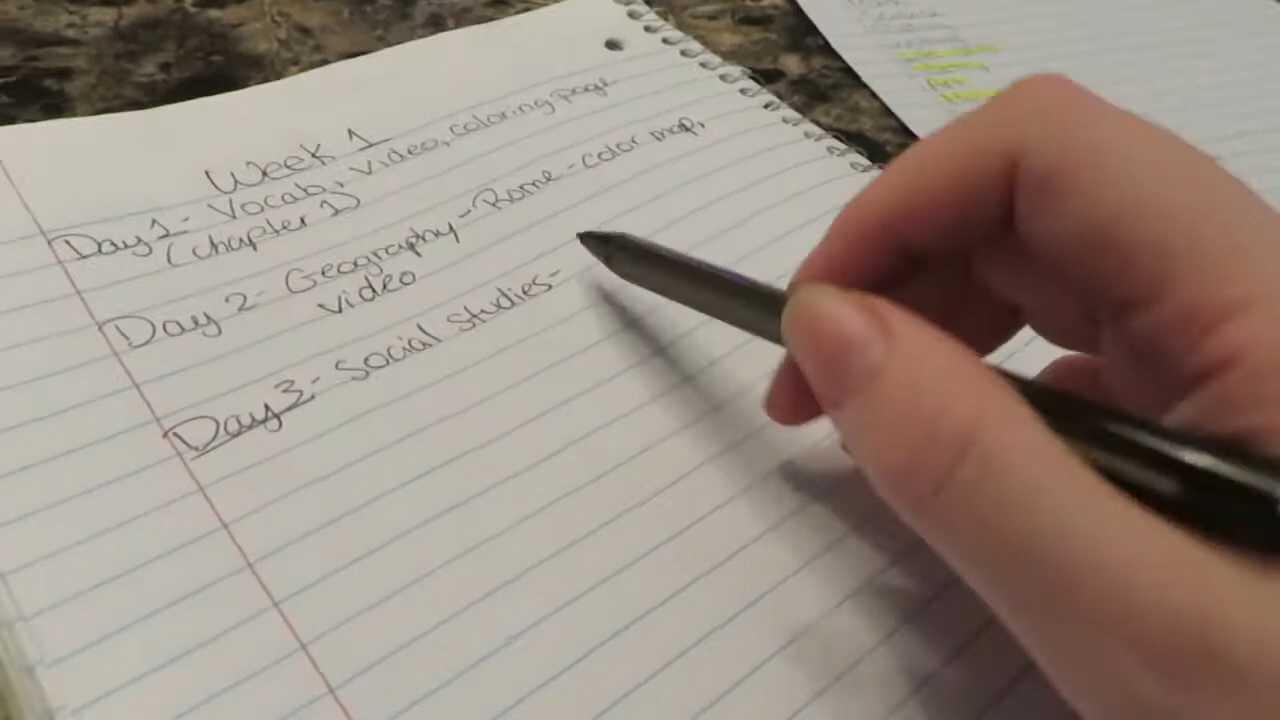 Week 1
Day 1 - Vocab, video, coloring page
(chapter 1)
Day 2 - Geography - Rome - color map,
video
Day 3 - Social studies -